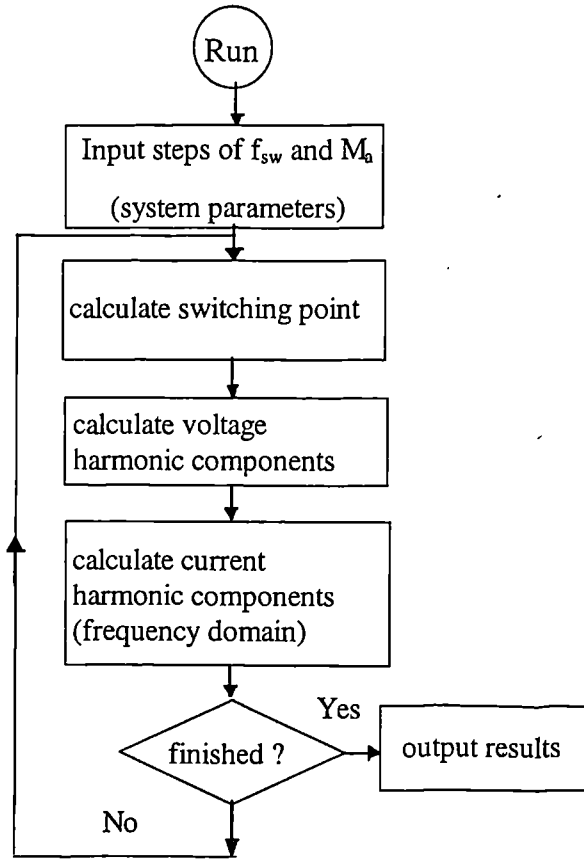 Run
Input steps of f_sw and M_a
(system parameters)
calculate switching point
calculate voltage
harmonic components
calculate current
harmonic components
(frequency domain)
Yes
finished ?
output results
No